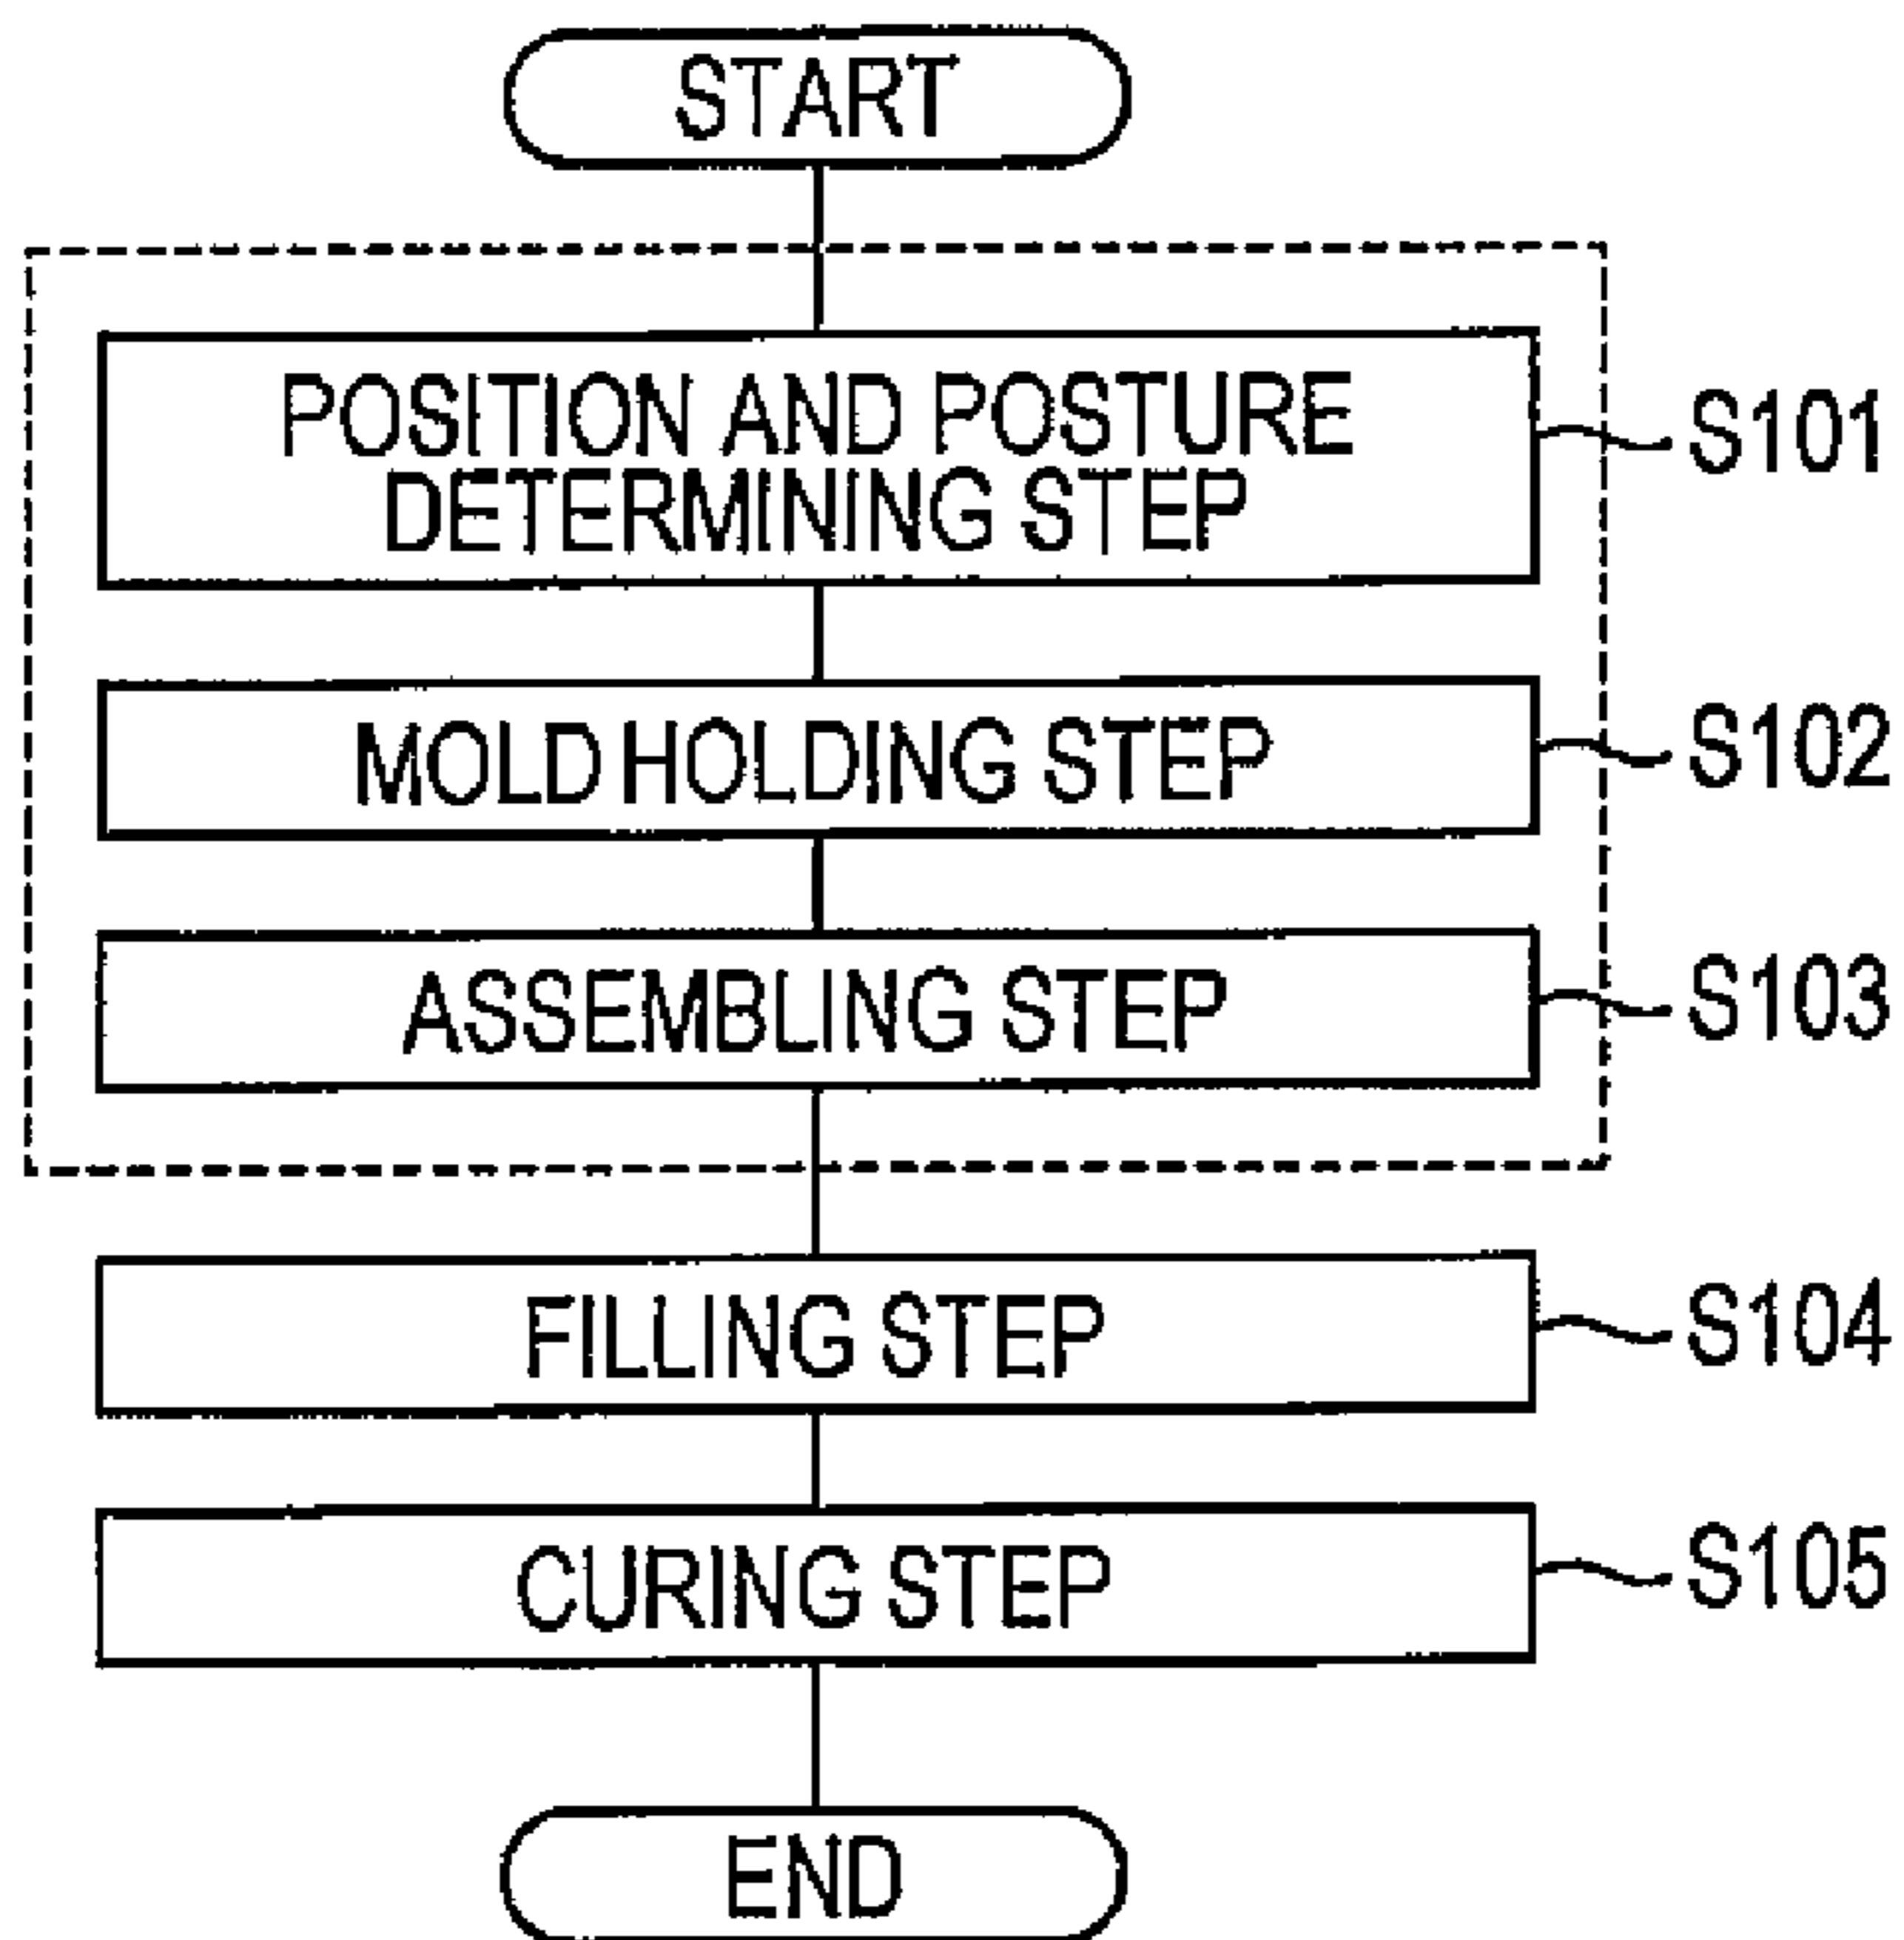 START
POSITION AND POSTURE
DETERMINING STEP
S101
MOLD HOLDING STEP
S102
ASSEMBLING STEP
S103
FILLING STEP
S104
CURING STEP
S105
END